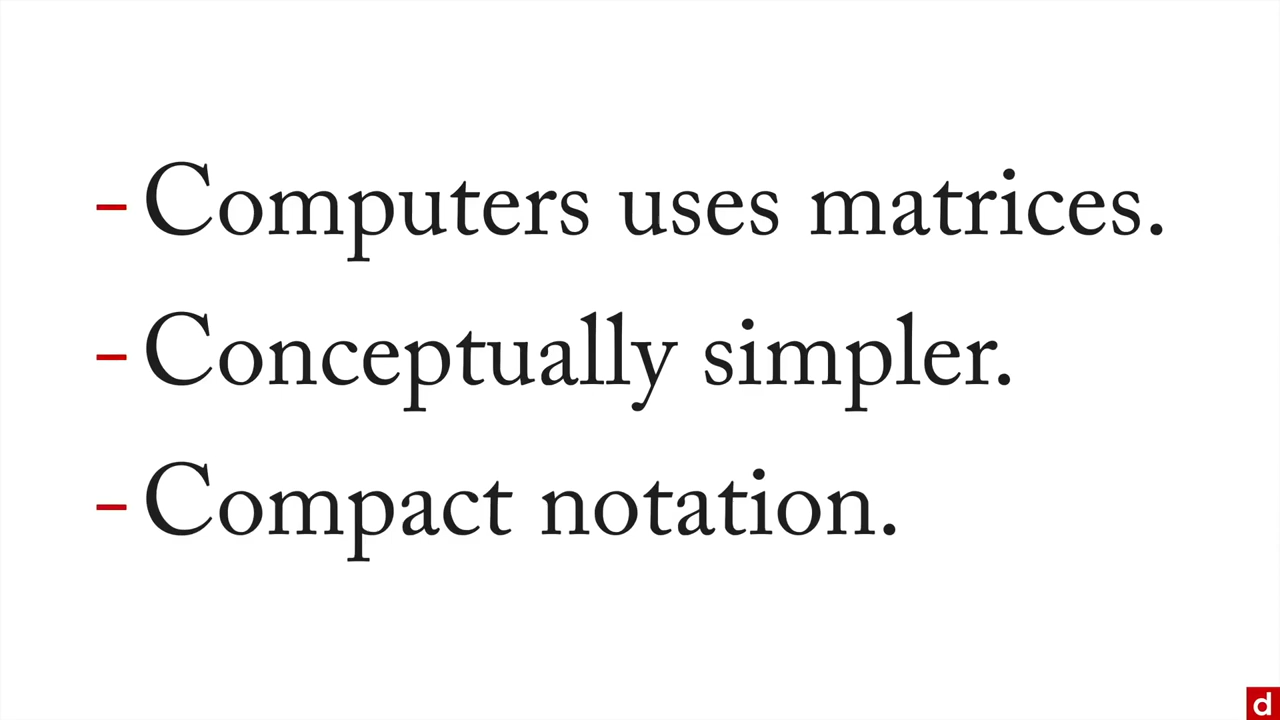 - Computers uses matrices.
- Conceptually simpler.
- Compact notation.
d